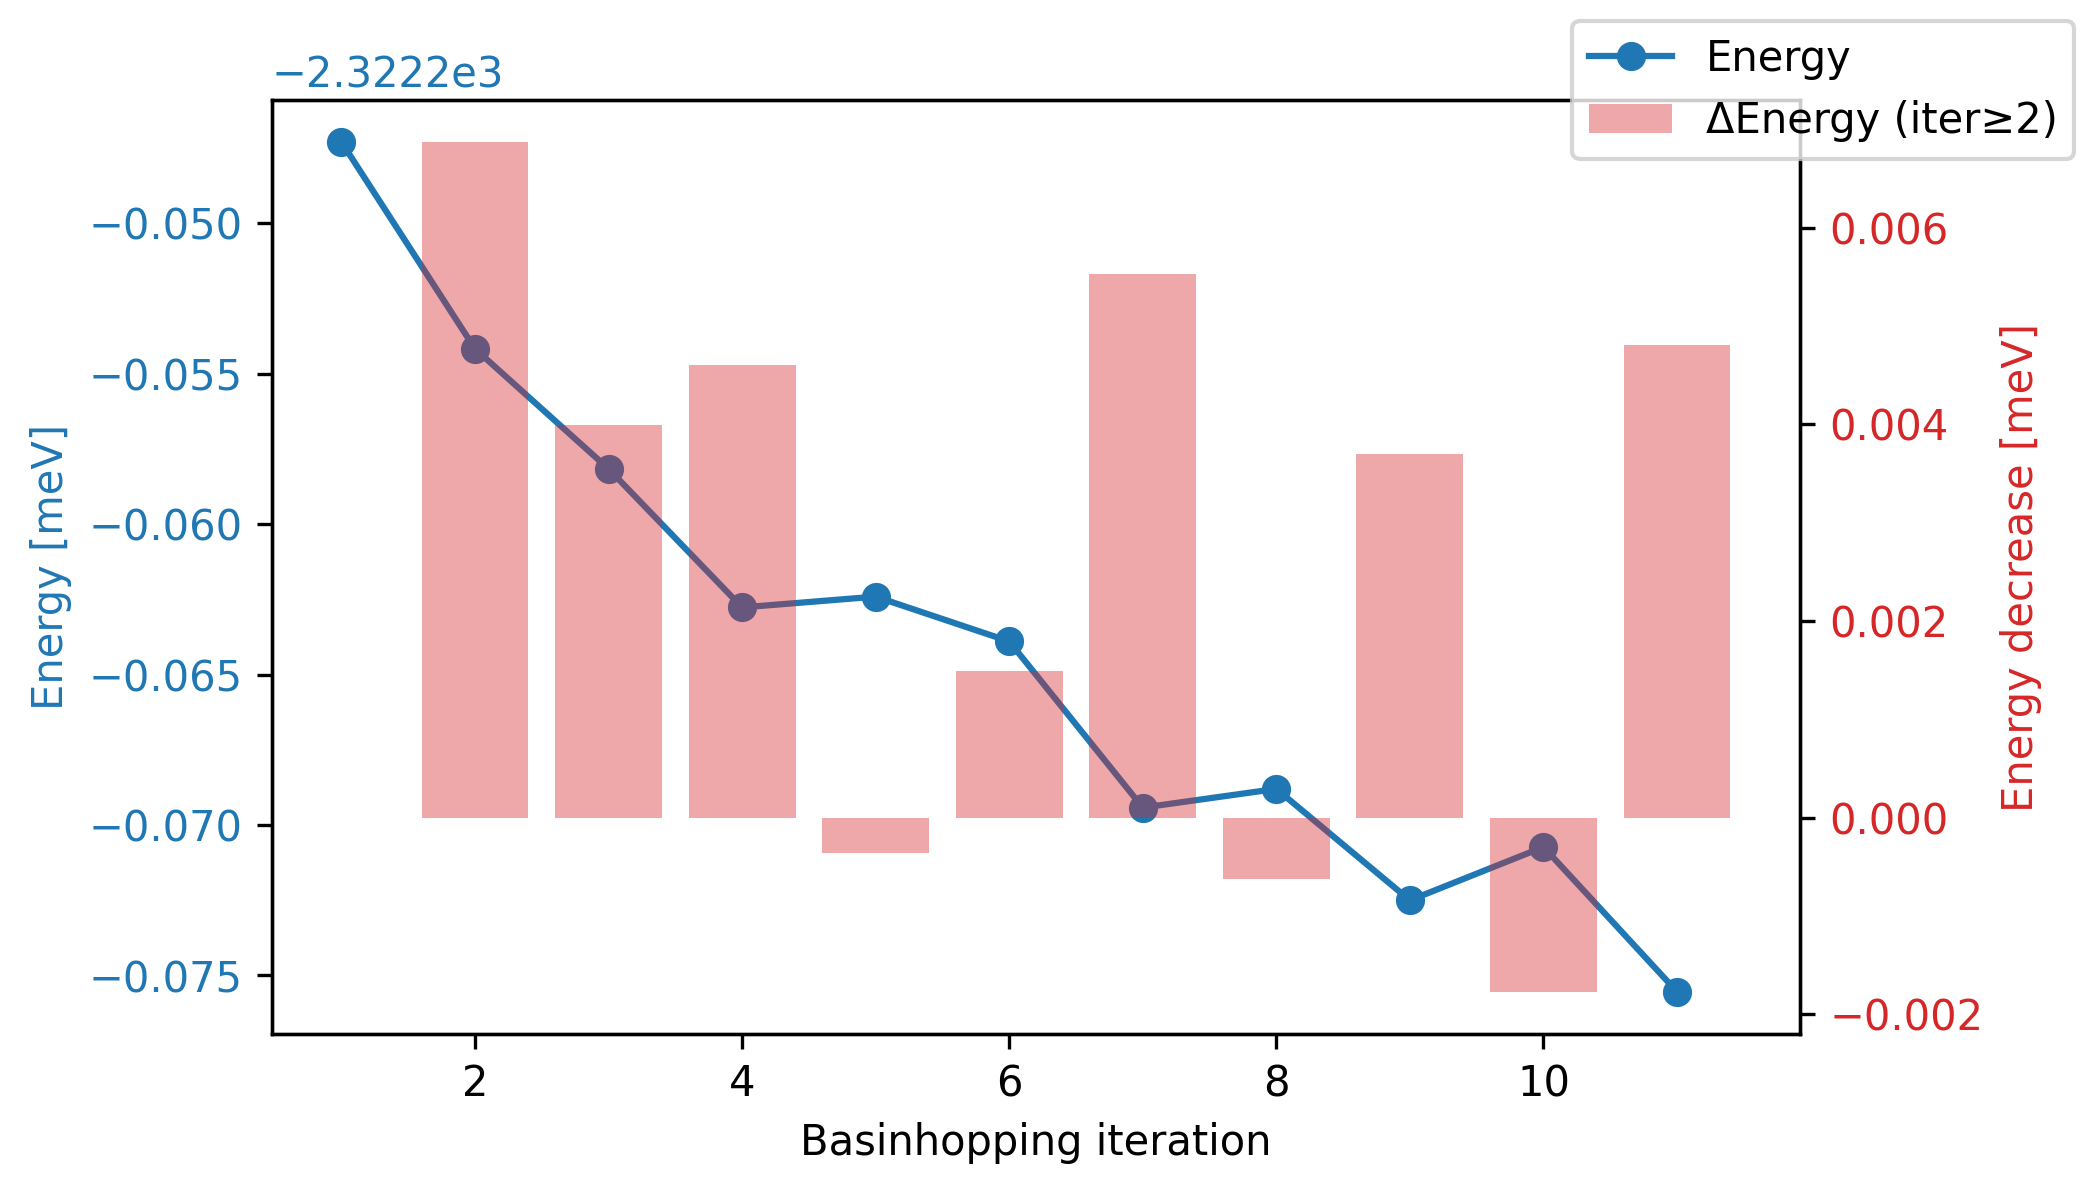 −2.3222e3
Energy
ΔEnergy (iter≥2)
Energy [meV]
−0.050
−0.055
−0.060
−0.065
−0.070
−0.075
0.006
0.004
0.002
0.000
−0.002
Energy decrease [meV]
2 4 6 8 10
Basinhopping iteration